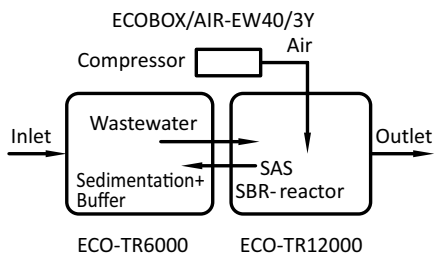 ECOBOX/AIR-EW40/3Y
Air
Compressor
Inlet
Wastewater
Outlet
Sedimentation+
Buffer
SAS
SBR-reactor
ECO-TR6000
ECO-TR12000